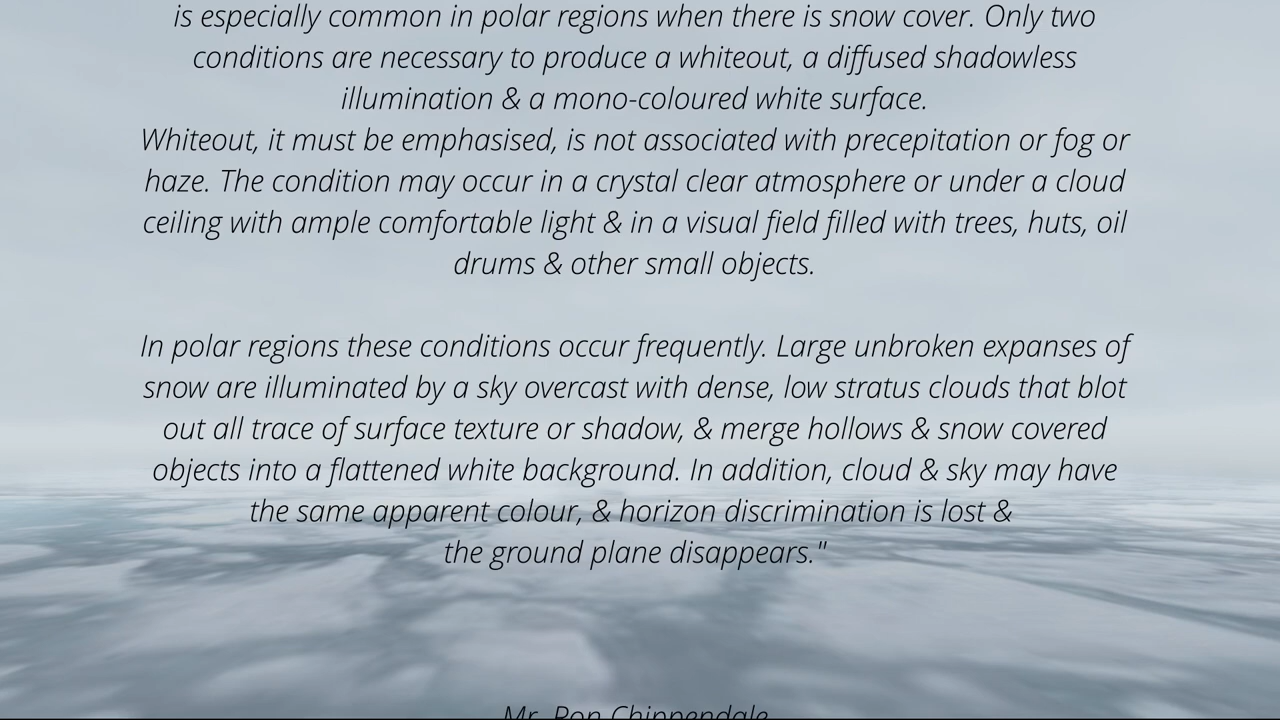 is especially common in polar regions when there is snow cover. Only two
conditions are necessary to produce a whiteout, a diffused shadowless
illumination & a mono-coloured white surface.
Whiteout, it must be emphasised, is not associated with precepitation or fog or
haze. The condition may occur in a crystal clear atmosphere or under a cloud
ceiling with ample comfortable light & in a visual field filled with trees, huts, oil
drums & other small objects.
In polar regions these conditions occur frequently. Large unbroken expanses of
snow are illuminated by a sky overcast with dense, low stratus clouds that blot
out all trace of surface texture or shadow, & merge hollows & snow covered
objects into a flattened white background. In addition, cloud & sky may have
the same apparent colour, & horizon discrimination is lost &
the ground plane disappears."
Mr. Ron Chippendale